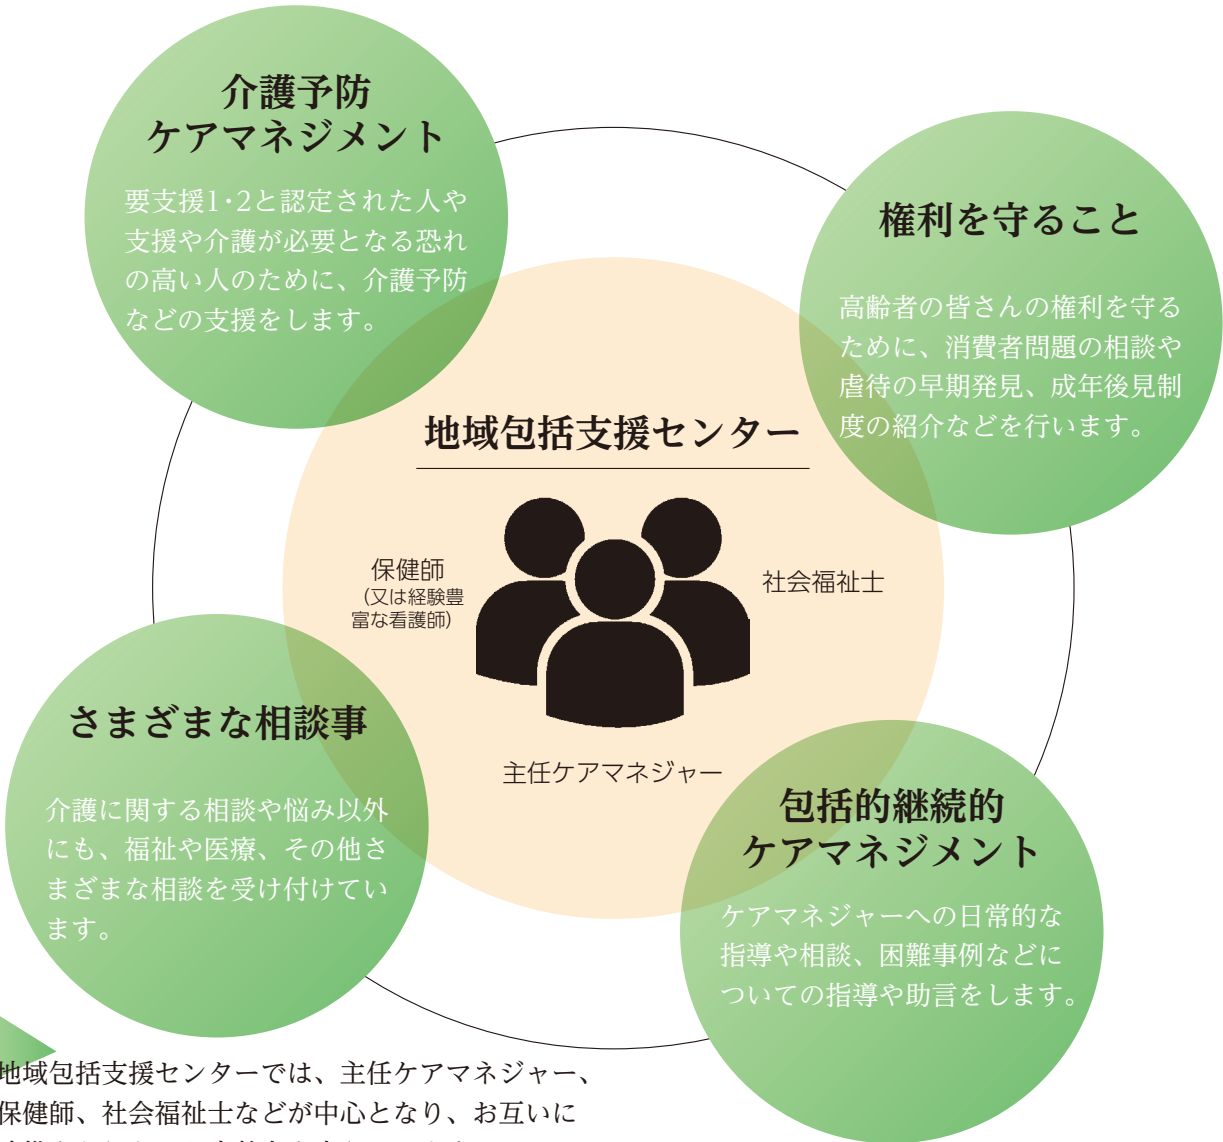 介護予防
ケアマネジメント
要支援1・2と認定された人や
支援や介護が必要となる恐れ
の高い人のために、介護予防
などの支援をします。
権利を守ること
高齢者の皆さんの権利を守る
ために、消費者問題の相談や
虐待の早期発見、成年後見制
度の紹介などを行います。
地域包括支援センター
保健師
(又は経験豊
富な看護師)
社会福祉士
主任ケアマネジャー
さまざまな相談事
介護に関する相談や悩み以外
にも、福祉や医療、その他さ
まざまな相談を受け付けてい
ます。
包括的継続的
ケアマネジメント
ケアマネジャーへの日常的な
指導や相談、困難事例などに
ついての指導や助言をします。
地域包括支援センターでは、主任ケアマネジャー、
保健師、社会福祉士などが中心となり、お互いに